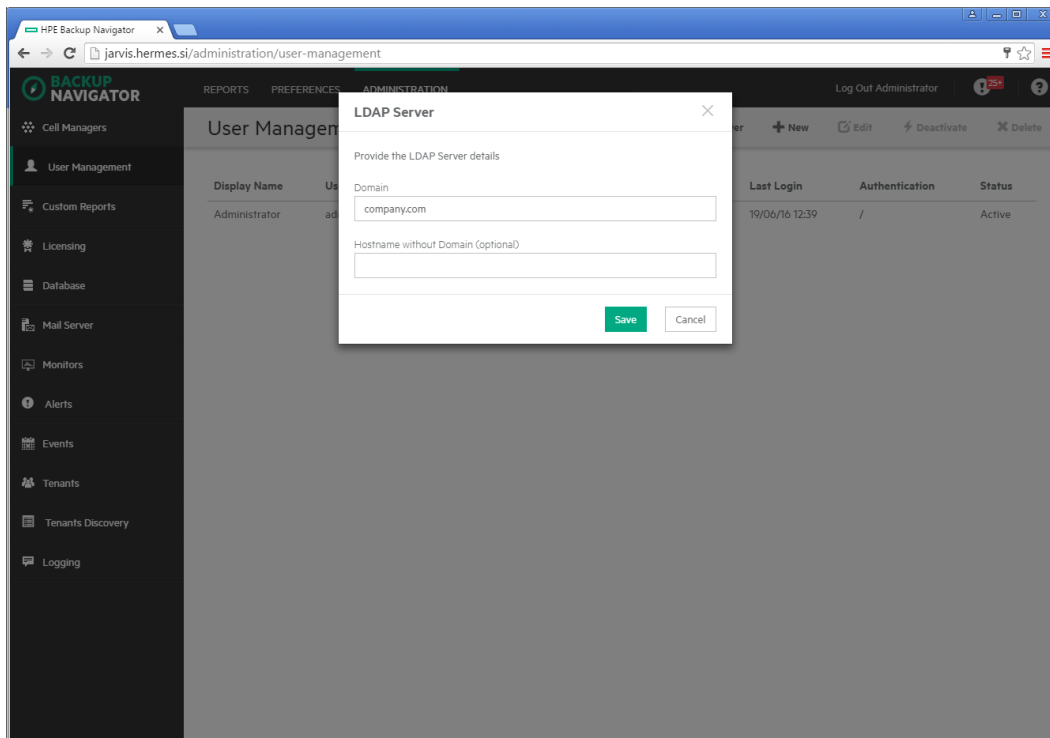 HPE Backup Navigator
jarvis.hermes.si/administration/user-management
BACKUP
NAVIGATOR
REPORTS PREFERENCES ADMINISTRATION Log Out Administrator 25+
LDAP Server
Cell Managers
User Managem
er New Edit Deactivate Delete
Provide the LDAP Server details
User Management
Display Name Us Domain Last Login Authentication Status
company.com
Custom Reports
Administrator ad 19/06/16 12:39 / Active
Licensing
Hostname without Domain (optional)
Database
Mail Server
Save Cancel
Monitors
Alerts
Events
Tenants
Tenants Discovery
Logging